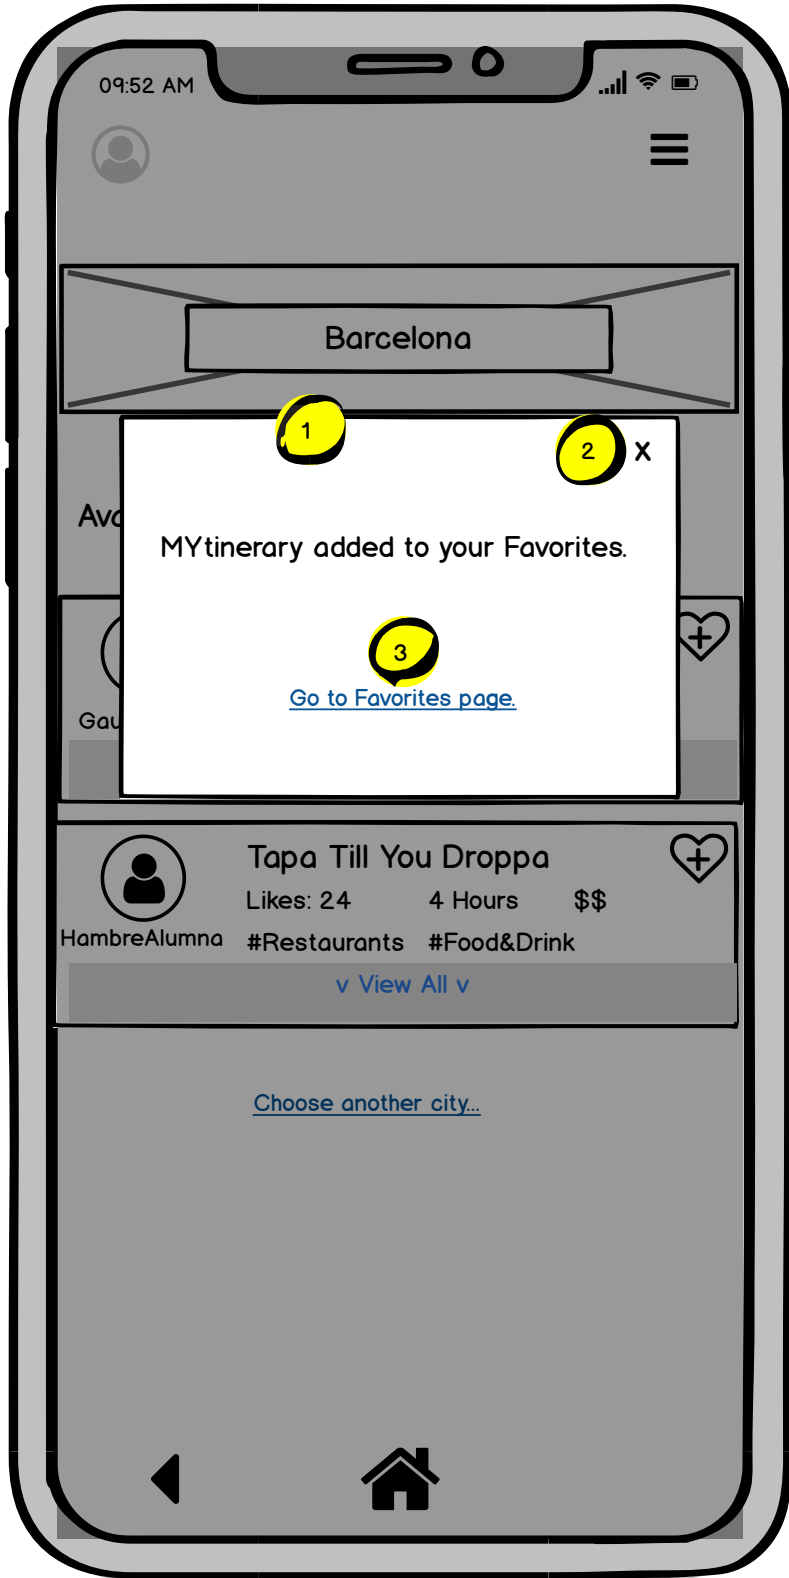 09:52 AM
Barcelona
1
2 X
MYtinerary added to your Favorites.
3
Go to Favorites page.
Tapa Till You Droppa
Likes: 24 4 Hours $$
HambreAlumna #Restaurants #Food&Drink
v View All v
Choose another city...